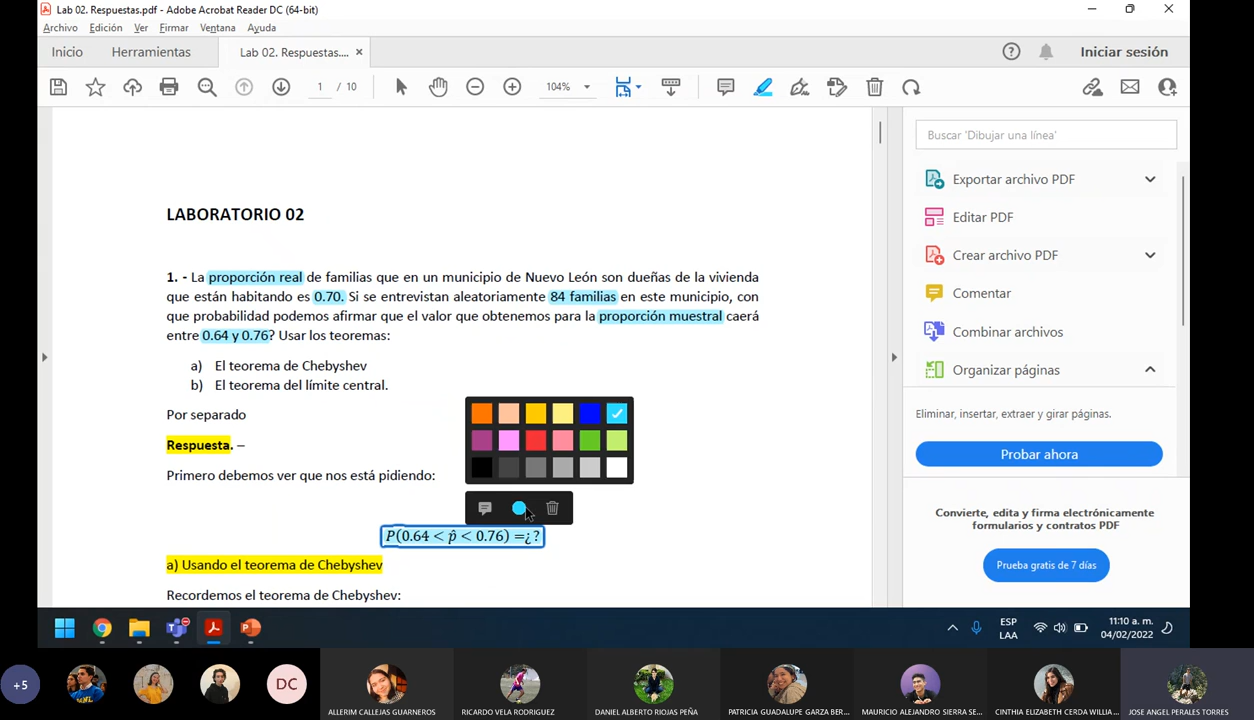 Lab 02. Respuestas.pdf - Adobe Acrobat Reader DC (64-bit)
Archivo Edición Ver Firmar Ventana Ayuda
Inicio Herramientas Lab 02. Respuestas.... × Iniciar sesión
1 / 10 104%
LABORATORIO 02
1. - La proporción real de familias que en un municipio de Nuevo León son dueñas de la vivienda
que están habitando es 0.70. Si se entrevistan aleatoriamente 84 familias en este municipio, con
que probabilidad podemos afirmar que el valor que obtenemos para la proporción muestral caerá
entre 0.64 y 0.76? Usar los teoremas:
a) El teorema de Chebyshev
b) El teorema del límite central.
Por separado
Respuesta. –
Primero debemos ver que nos está pidiendo:
P(0.64 < p̂ < 0.76) =¿ ?
a) Usando el teorema de Chebyshev
Recordemos el teorema de Chebyshev:
Buscar 'Dibujar una línea'
Exportar archivo PDF
Editar PDF
Crear archivo PDF
Comentar
Combinar archivos
Organizar páginas
Eliminar, insertar, extraer y girar páginas.
Probar ahora
Convierte, edita y firma electrónicamente
formularios y contratos PDF
Prueba gratis de 7 días
ESP
LAA
11:10 a. m.
04/02/2022
+5
DC
ALLERIM CALLEJAS GUARNEROS
RICARDO VELA RODRIGUEZ
DANIEL ALBERTO RIOJAS PEÑA
PATRICIA GUADALUPE GARZA BER...
MAURICIO ALEJANDRO SIERRA SE...
CINTHIA ELIZABETH CERDA WILLIA...
JOSE ANGEL PERALES TORRES